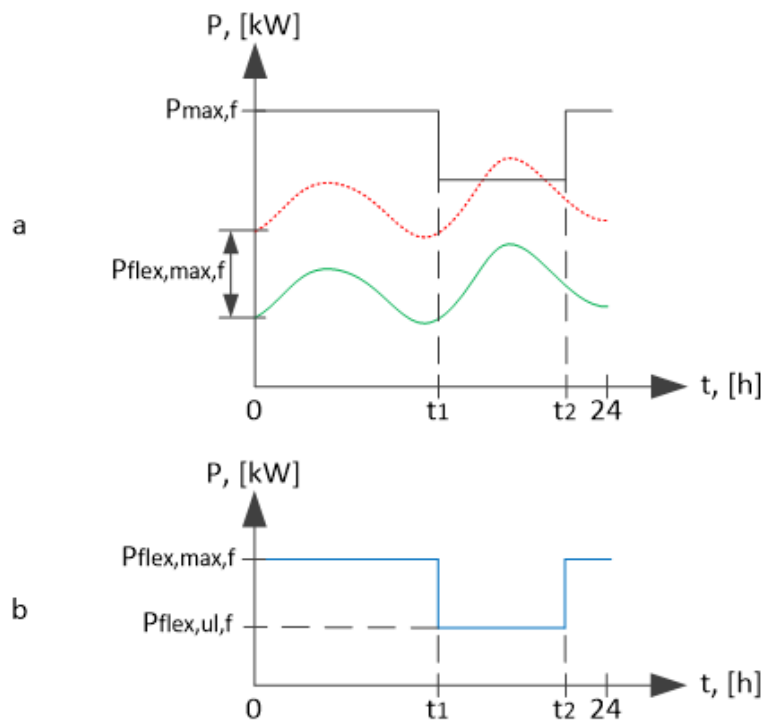 P, [kW]
Pmax,f
a
Pflex,max,f
t, [h]
0 t1 t2 24
P, [kW]
Pflex,max,f
b
Pflex,ul,f
t, [h]
0 t1 t2 24